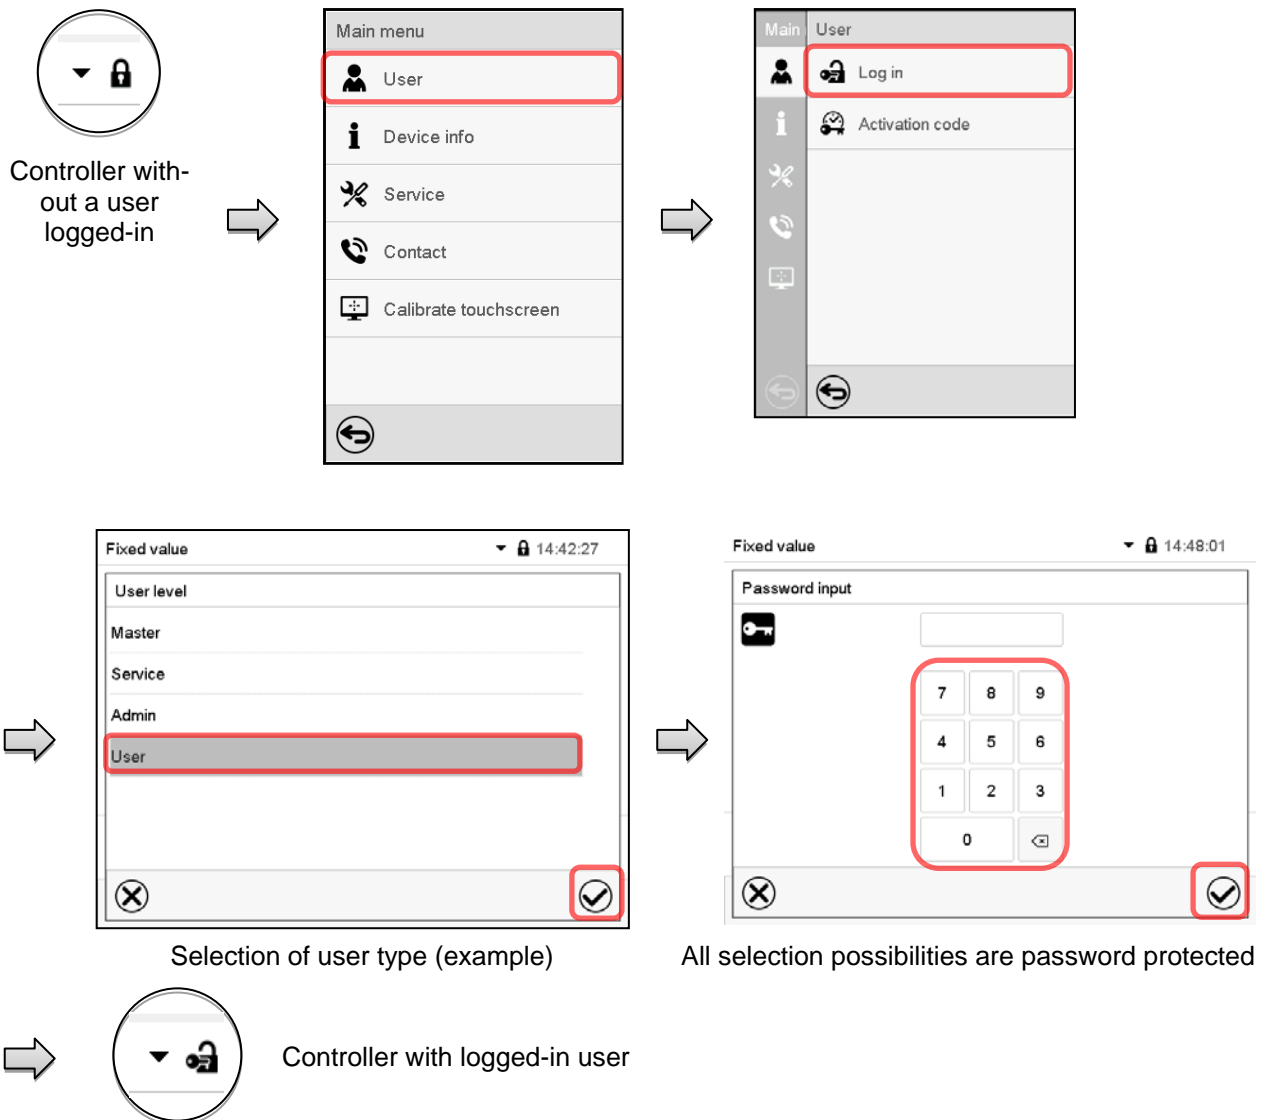 Controller with-
out a user
logged-in
Main menu
User
Device info
Service
Contact
Calibrate touchscreen
Main
User
Log in
Activation code
Fixed value
14:42:27
User level
Master
Service
Admin
User
Selection of user type (example)
Fixed value
14:48:01
Password input
7 8 9
4 5 6
1 2 3
0
All selection possibilities are password protected
Controller with logged-in user